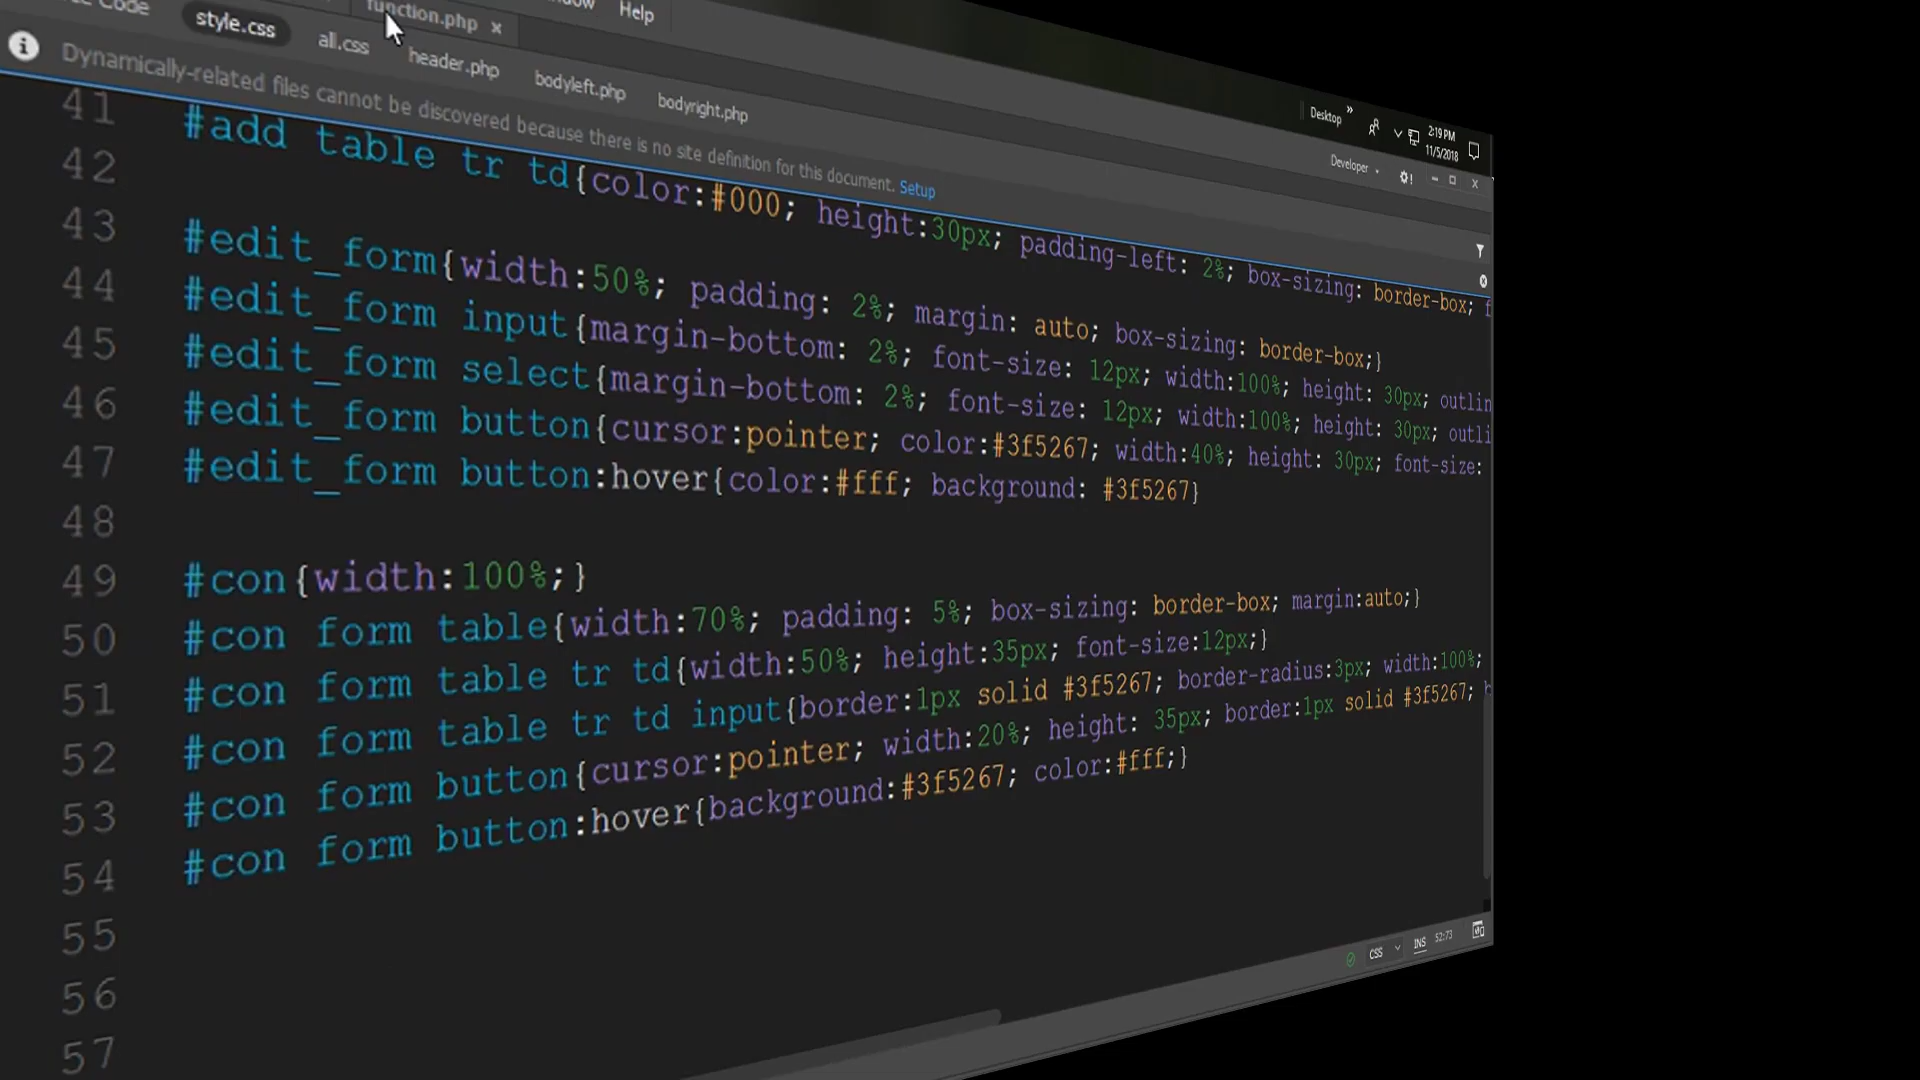 Code
function.php ×
Help
style.css
all.css
header.php
bodyleft.php
bodyright.php
Desktop »
2:19 PM
11/5/2018
Developer
Dynamically-related files cannot be discovered because there is no site definition for this document. Setup
41 #add table tr td{color:#000; height:30px; padding-left: 2%; box-sizing: border-box;
42
43 #edit_form{width:50%; padding: 2%; margin: auto; box-sizing: border-box;}
44 #edit_form input{margin-bottom: 2%; font-size: 12px; width:100%; height: 30px; outlin
45 #edit_form select{margin-bottom: 2%; font-size: 12px; width:100%; height: 30px; outli
46 #edit_form button{cursor:pointer; color:#3f5267; width:40%; height: 30px; font-size:
47 #edit_form button:hover{color:#fff; background: #3f5267}
48
49 #con{width:100%;}
50 #con form table{width:70%; padding: 5%; box-sizing: border-box; margin:auto;}
51 #con form table tr td{width:50%; height:35px; font-size:12px;}
52 #con form table tr td input{border:1px solid #3f5267; border-radius:3px; width:100%;
53 #con form button{cursor:pointer; width:20%; height: 35px; border:1px solid #3f5267;
54 #con form button:hover{background:#3f5267; color:#fff;}
55
56
57
CSS
INS
52:73